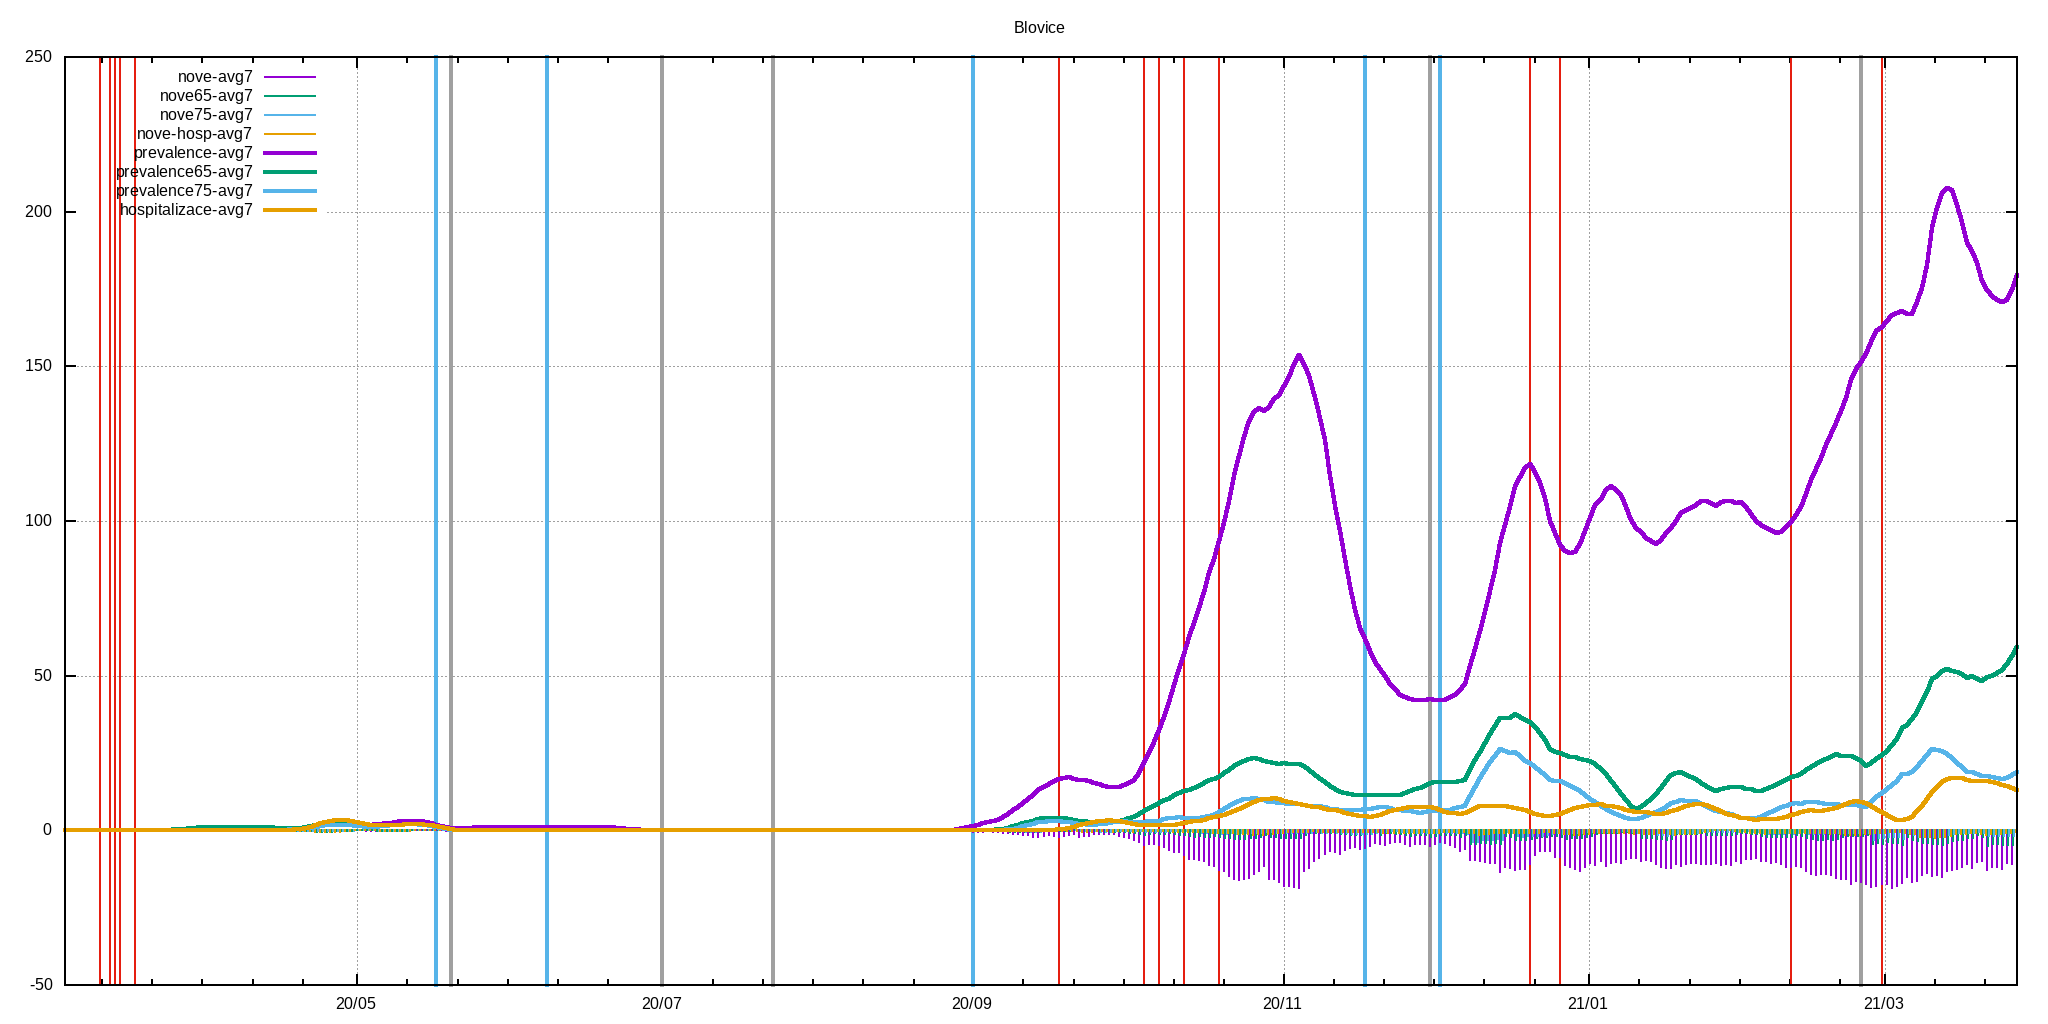 Blovice
250
200
150
100
50
0
-50
nove-avg7
nove65-avg7
nove75-avg7
nove-hosp-avg7
prevalence-avg7
prevalence65-avg7
prevalence75-avg7
hospitalizace-avg7
20/05 20/07 20/09 20/11 21/01 21/03